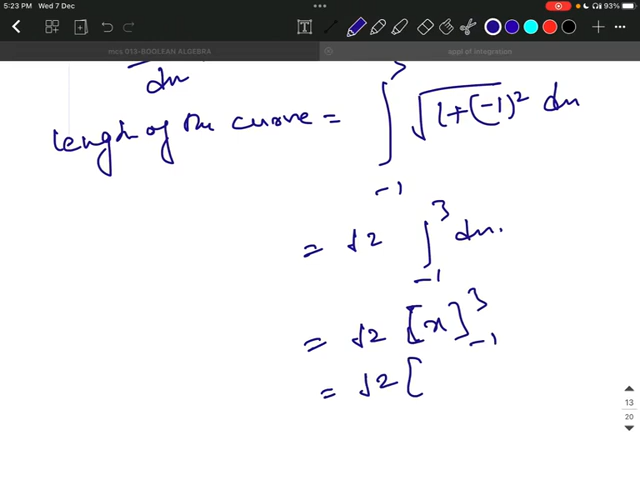 5:23 PM Wed 7 Dec
93%
mcs 013-BOOLEAN ALGEBRA
appl of integration
dx
length of the curve = ∫₋₁³ √(1+(-1)²) dx
= √2 ∫₋₁³ dx.
= √2 [x]₋₁³
= √2 [
13
20